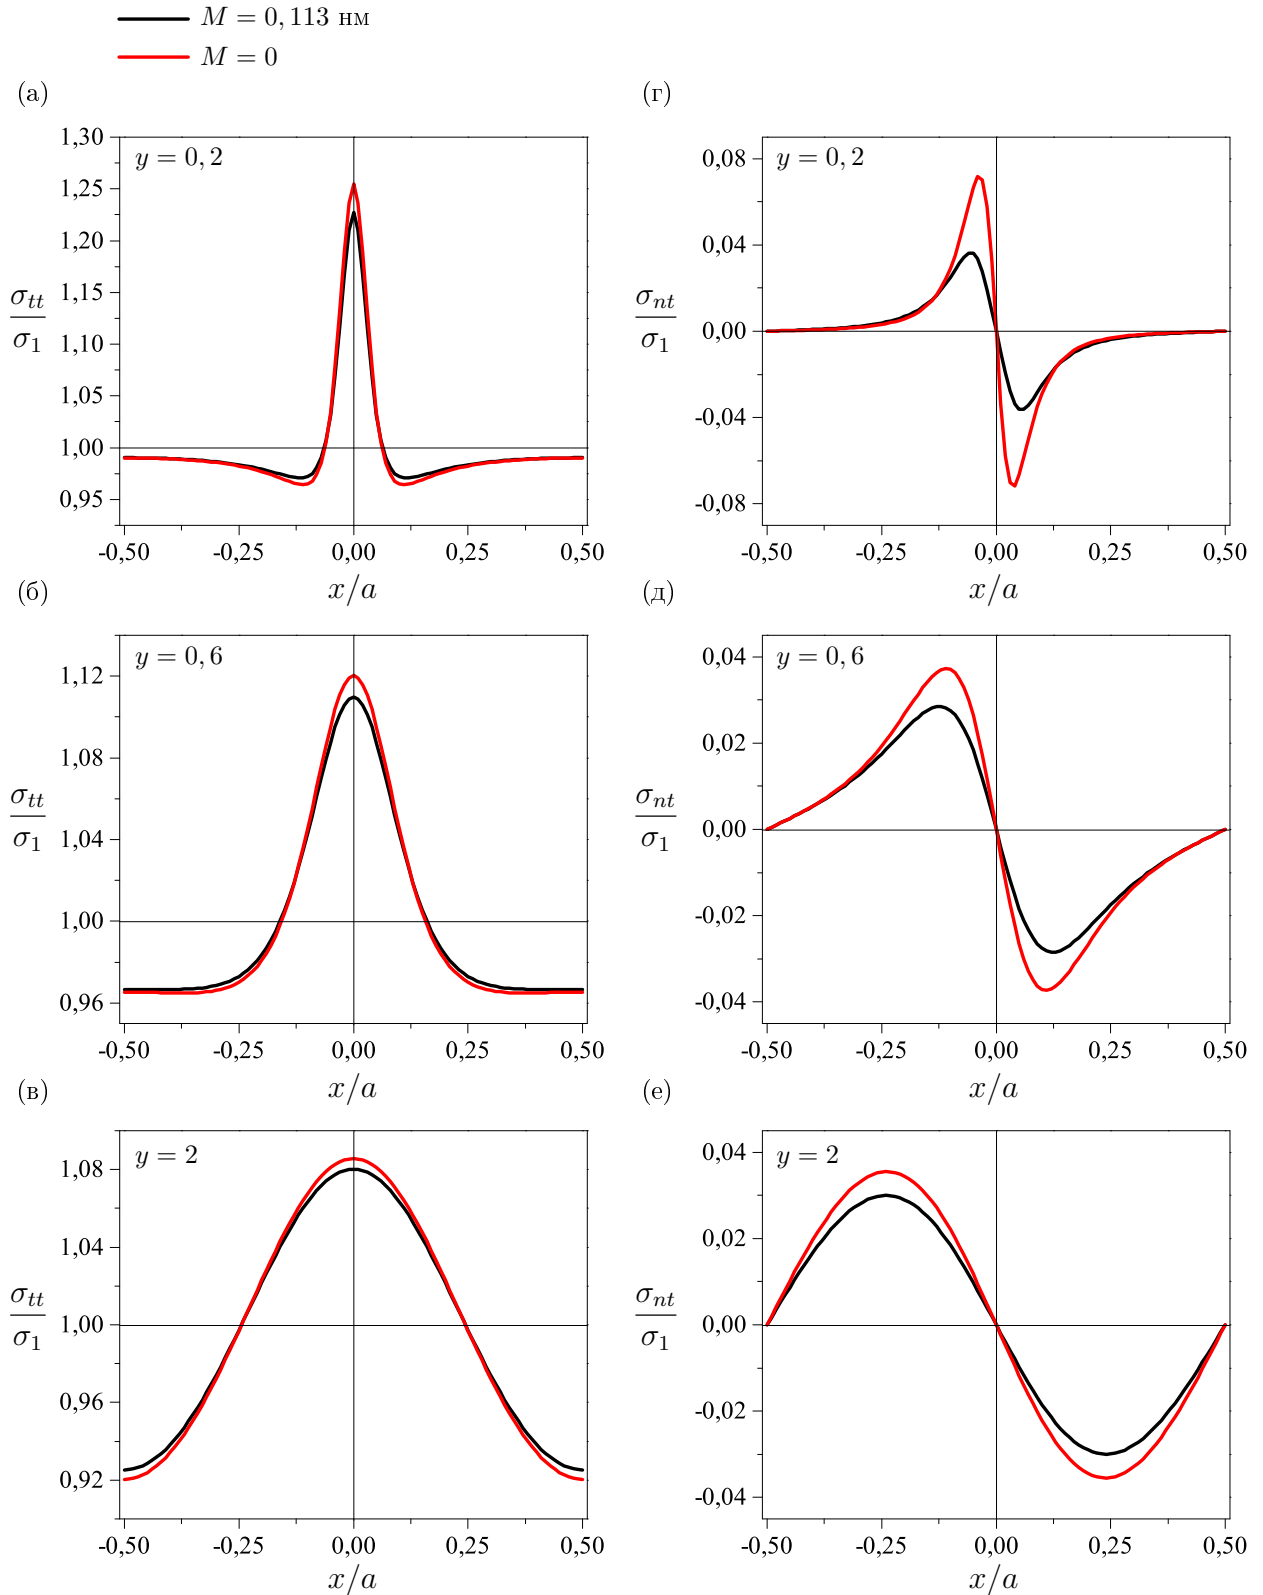 M = 0, 113 нм
M = 0
(а)
y = 0, 2
1,30
1,25
1,20
1,15
1,10
1,05
1,00
0,95
σtt
σ1
-0,50 -0,25 0,00 0,25 0,50
x/a
(г)
y = 0, 2
0,08
0,04
0,00
-0,04
-0,08
σnt
σ1
-0,50 -0,25 0,00 0,25 0,50
x/a
(б)
y = 0, 6
1,12
1,08
1,04
1,00
0,96
σtt
σ1
-0,50 -0,25 0,00 0,25 0,50
x/a
(д)
y = 0, 6
0,04
0,02
0,00
-0,02
-0,04
σnt
σ1
-0,50 -0,25 0,00 0,25 0,50
x/a
(в)
y = 2
1,08
1,04
1,00
0,96
0,92
σtt
σ1
-0,50 -0,25 0,00 0,25 0,50
x/a
(е)
y = 2
0,04
0,02
0,00
-0,02
-0,04
σnt
σ1
-0,50 -0,25 0,00 0,25 0,50
x/a